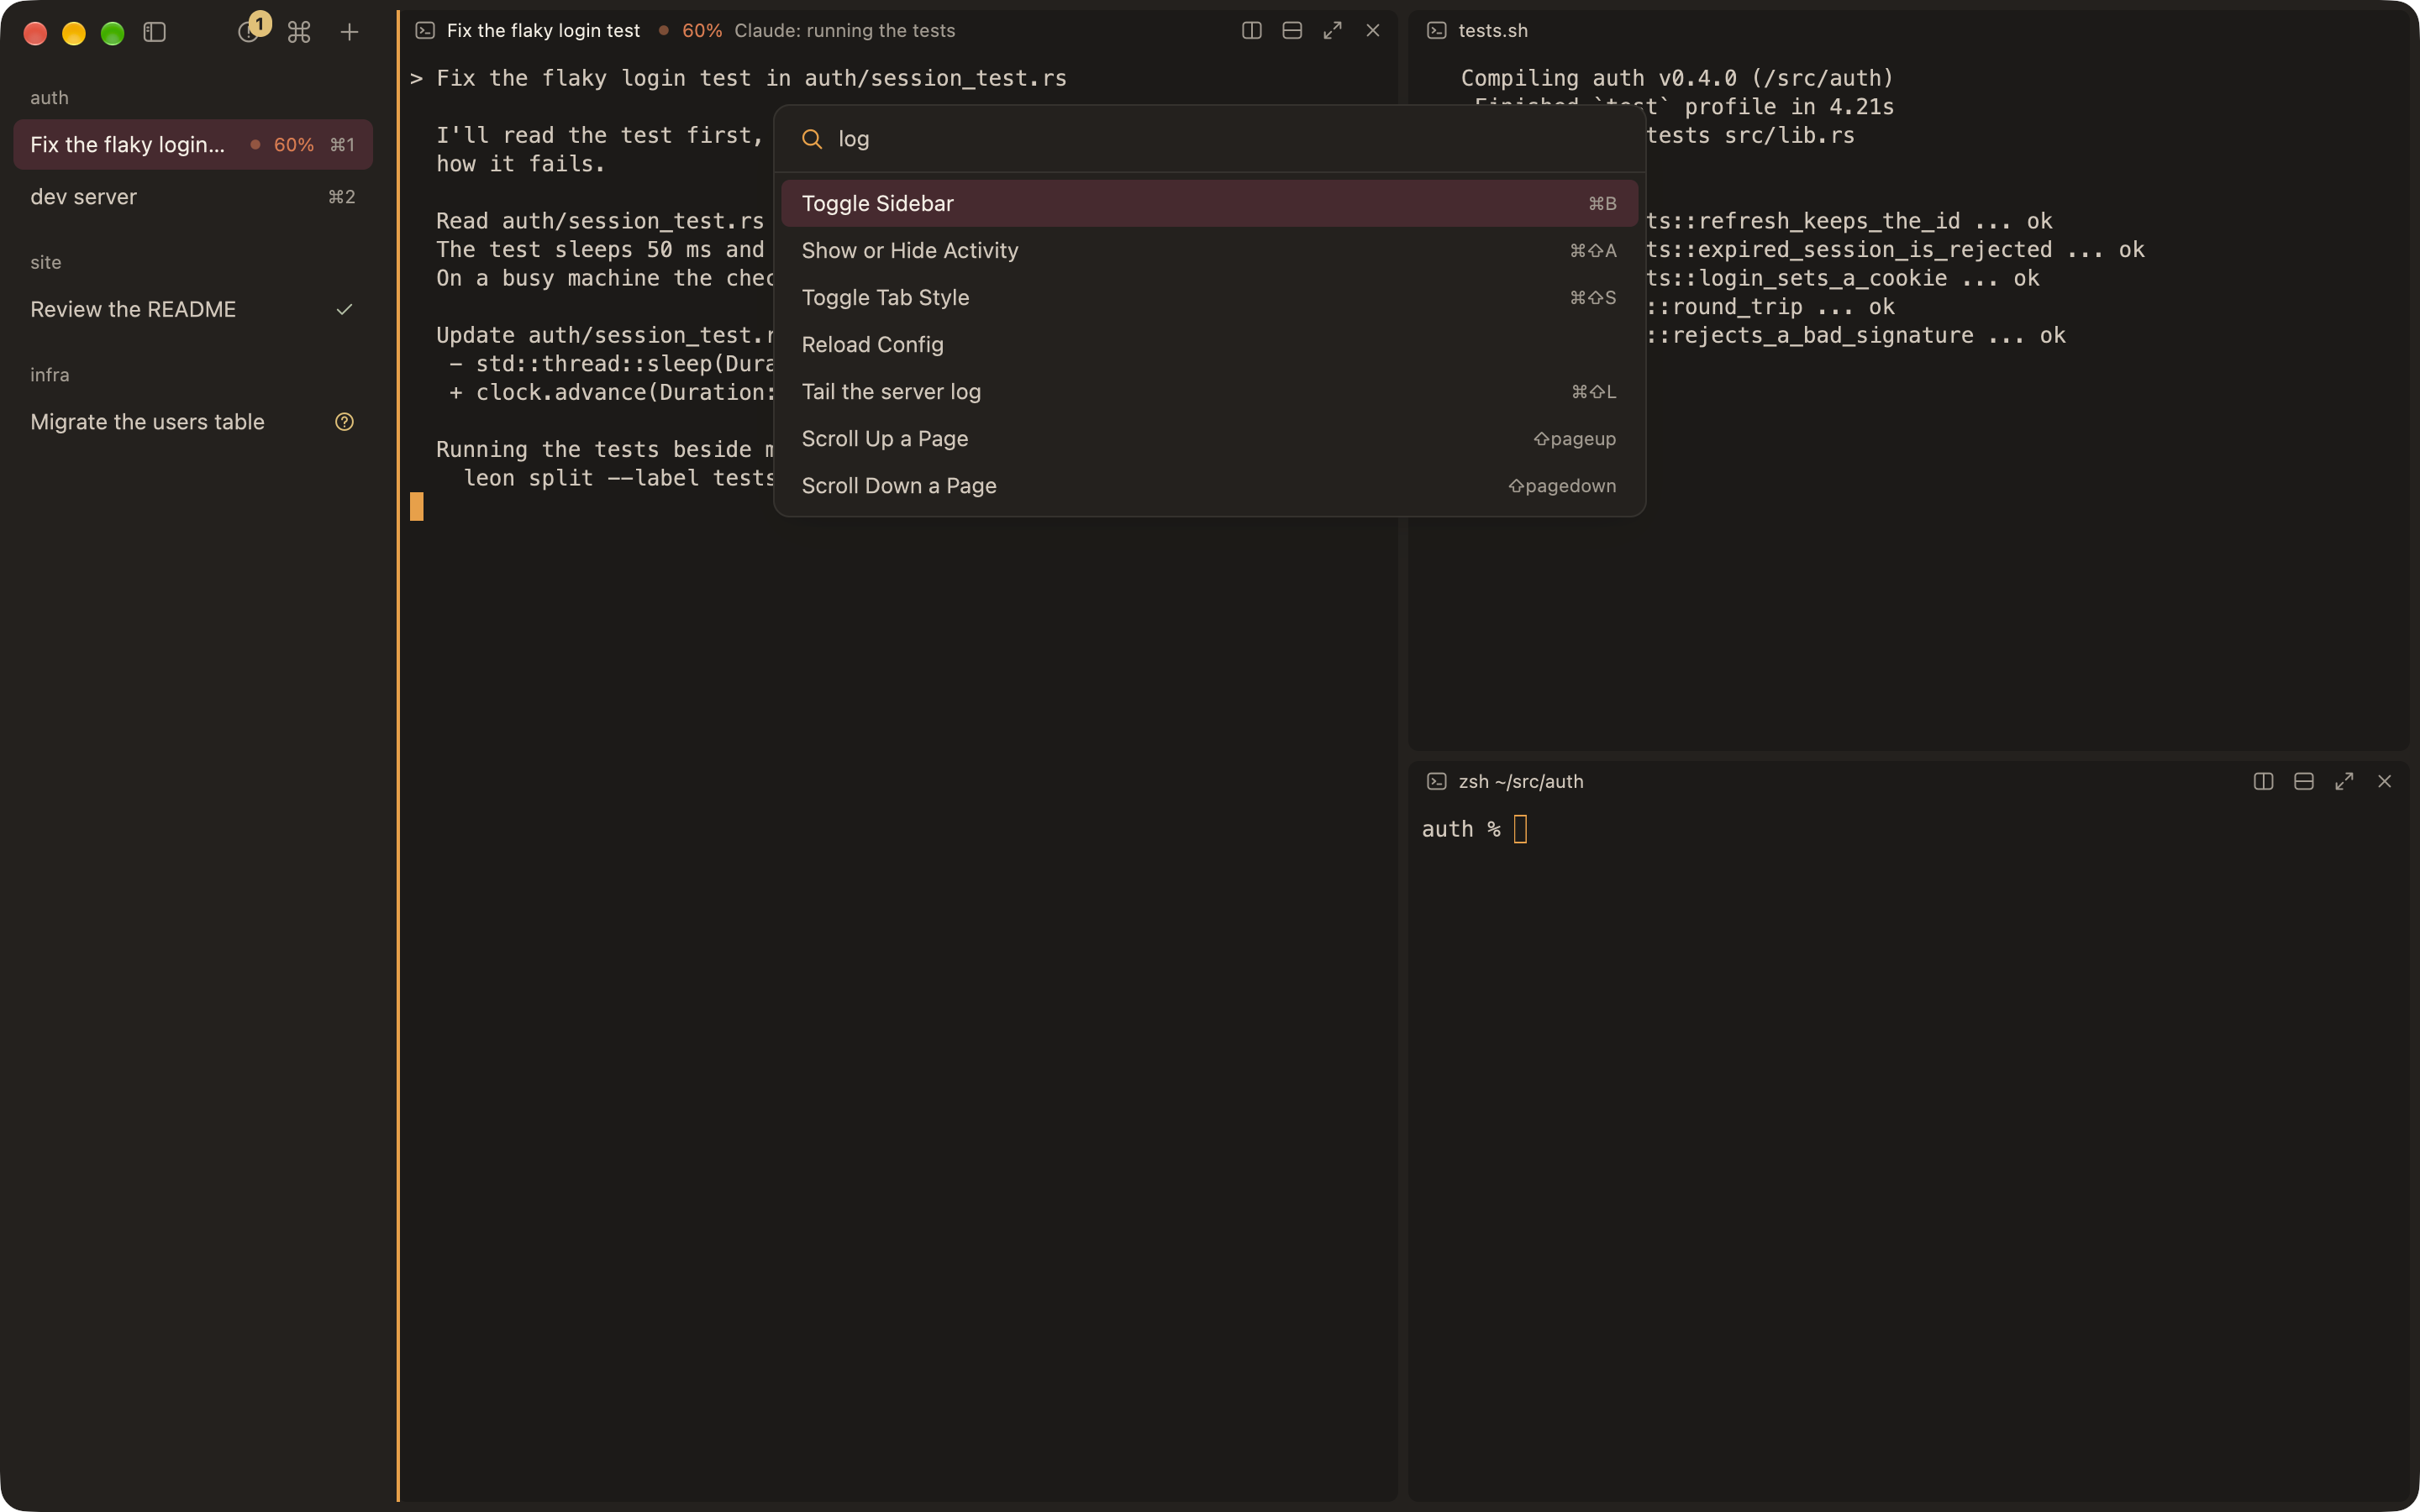 1
auth
Fix the flaky login... 60% ⌘1
dev server ⌘2
site
Review the README
infra
Migrate the users table
Fix the flaky login test 60% Claude: running the tests
> Fix the flaky login test in auth/session_test.rs
I'll read the test first,
how it fails.
Read auth/session_test.rs
The test sleeps 50 ms and
On a busy machine the chec
Update auth/session_test.r
− std::thread::sleep(Dura
+ clock.advance(Duration:
Running the tests beside m
leon split --label tests
log
Toggle Sidebar ⌘B
Show or Hide Activity ⌘⇧A
Toggle Tab Style ⌘⇧S
Reload Config
Tail the server log ⌘⇧L
Scroll Up a Page ⇧pageup
Scroll Down a Page ⇧pagedown
tests.sh
Compiling auth v0.4.0 (/src/auth)
Finished `test` profile in 4.21s
tests src/lib.rs
ts::refresh_keeps_the_id ... ok
ts::expired_session_is_rejected ... ok
ts::login_sets_a_cookie ... ok
::round_trip ... ok
::rejects_a_bad_signature ... ok
zsh ~/src/auth
auth %